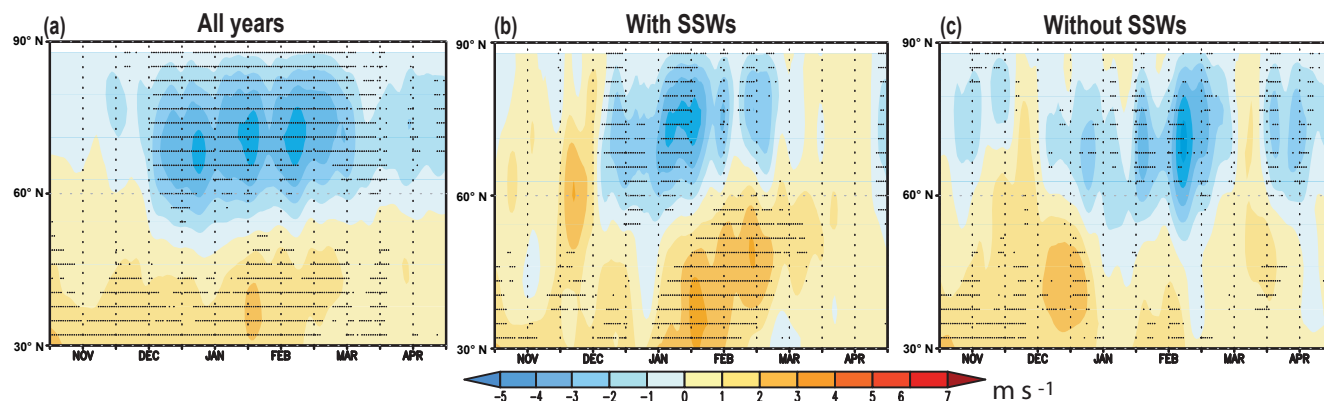 (a) All years
(b) With SSWs
(c) Without SSWs
90° N
60° N
30° N
NOV DEC JAN FEB MAR APR
90° N
60° N
30° N
NOV DEC JAN FEB MAR APR
90° N
60° N
30° N
NOV DEC JAN FEB MAR APR
-5 -4 -3 -2 -1 0 1 2 3 4 5 6 7
m s -1